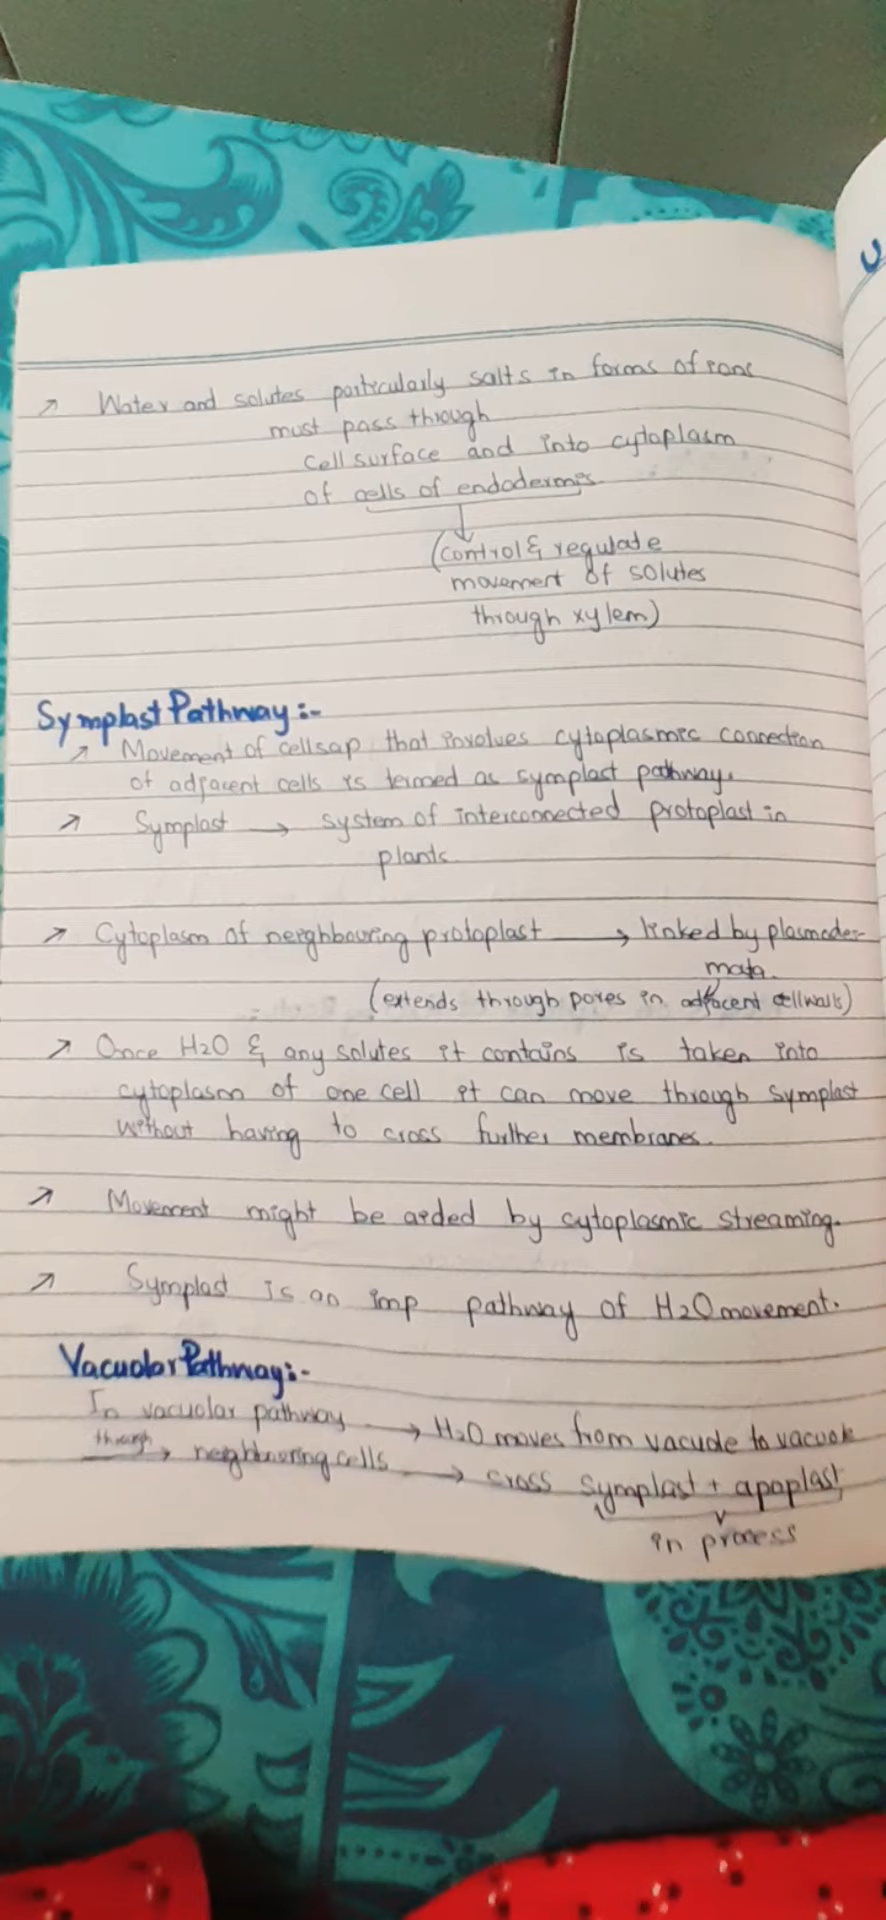 ↗ Water and solutes particularly salts in forms of ions
must pass through
cell surface and into cytoplasm
of cells of endodermis
↓
(control & regulate
movement of solutes
through xylem)
Symplast Pathway:-
↗ Movement of cellsap that involves cytoplasmic connection
of adjacent cells is termed as symplast pathway.
↗ Symplast → system of interconnected protoplast in
plants.
↗ Cytoplasm of neighbouring protoplast → linked by plasmodes-
mata.
(extends through pores in adjacent cellwalls)
↗ Once H2O & any solutes it contains is taken into
cytoplasm of one cell it can move through symplast
without having to cross further membranes.
↗ Movement might be aided by cytoplasmic streaming.
↗ Symplast is an imp pathway of H2O movement.
Vacuolar Pathway:-
In vacuolar pathway → H2O moves from vacuole to vacuole
through → neighbouring cells → cross symplast + apoplast
in process